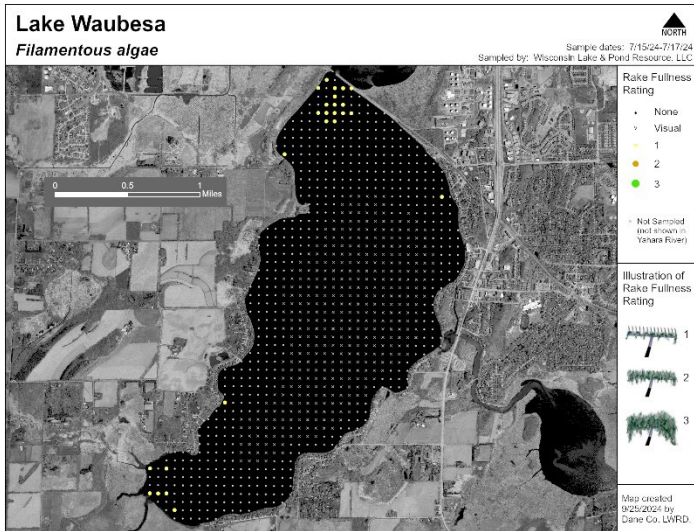 Lake Waubesa
Filamentous algae
NORTH
Sample dates: 7/15/24-7/17/24
Sampled by: Wisconsin Lake & Pond Resource, LLC
0 0.5 1
Miles
Rake Fullness
Rating
None
Visual
1
2
3
Not Sampled
(not shown in
Yahara River)
Illustration of
Rake Fullness
Rating
1
2
3
Map created
9/25/2024 by
Dane Co. LWRD.